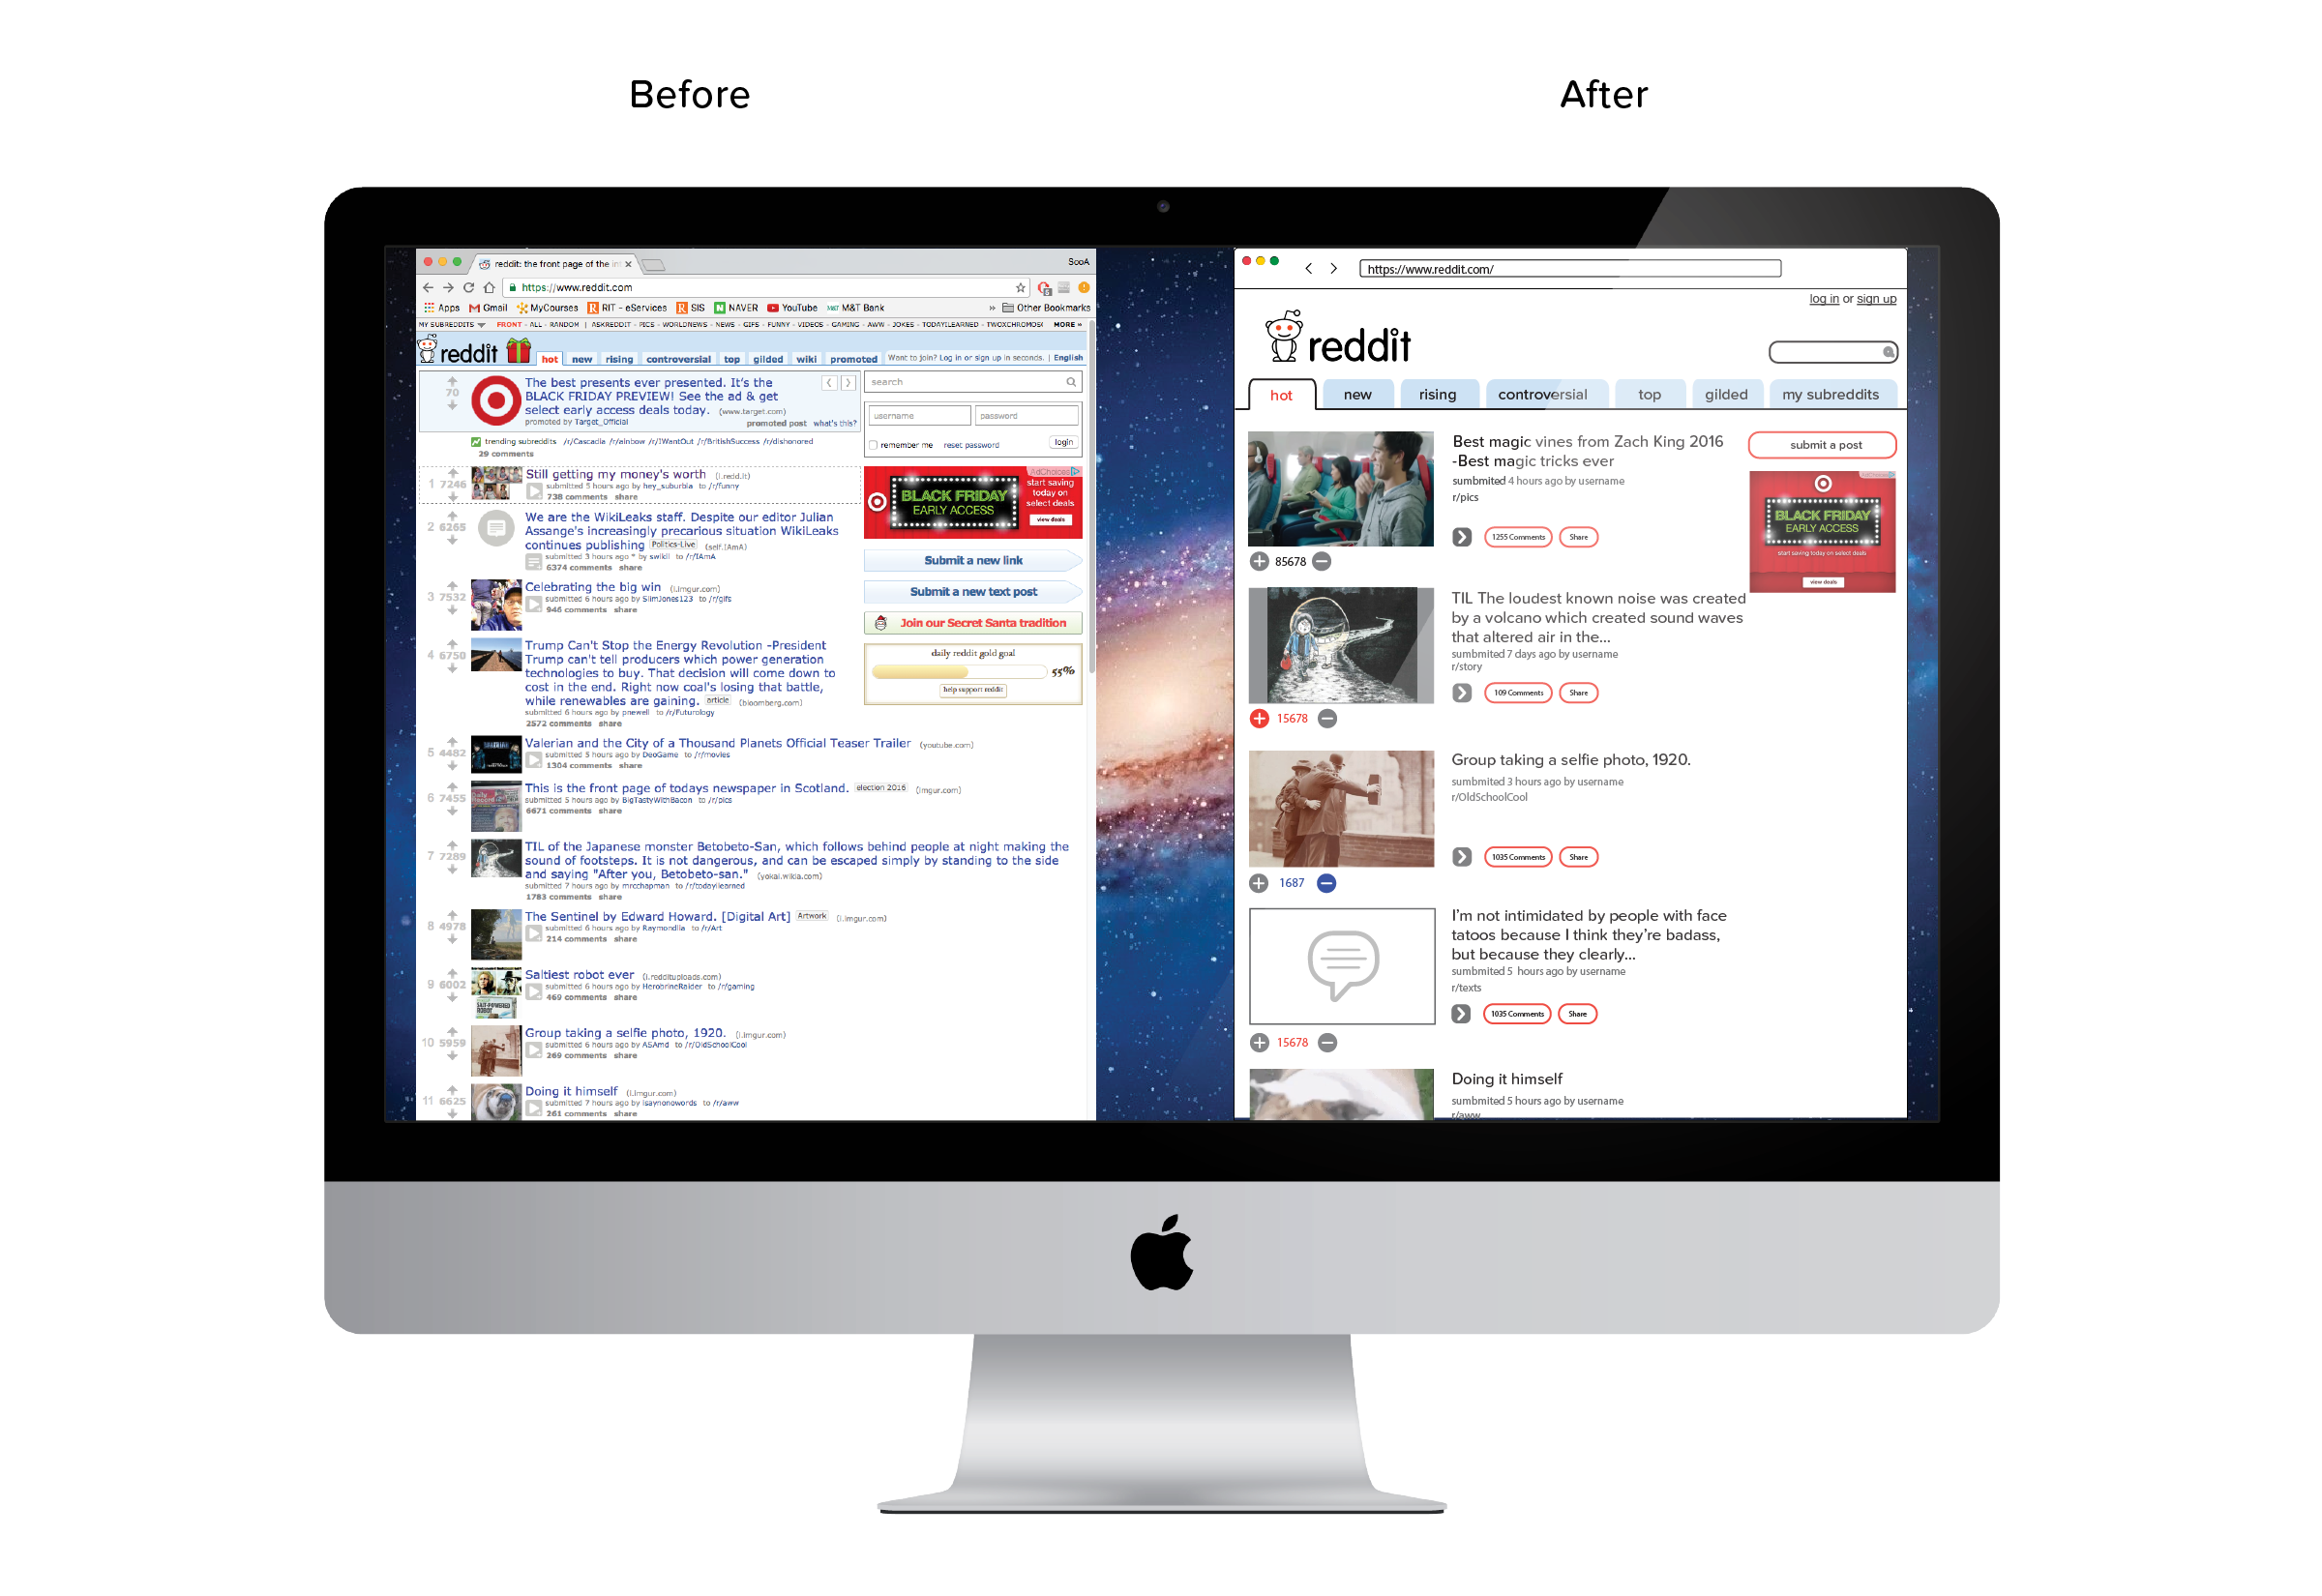 Before
After
reddit: the front page of the in
SooA
https://www.reddit.com
Apps Gmail MyCourses RIT - eServices SIS NAVER YouTube M&T Bank » Other Bookmarks
MY SUBREDDITS FRONT - ALL - RANDOM | ASKREDDIT - PICS - WORLDNEWS - NEWS - GIFS - FUNNY - VIDEOS - GAMING - AWW - JOKES - TODAYILEARNED - TWOXCHROMOS MORE »
reddit hot new rising controversial top gilded wiki promoted Want to join? Log in or sign up in seconds. | English
70
The best presents ever presented. It's the
BLACK FRIDAY PREVIEW! See the ad & get
select early access deals today. (www.target.com)
promoted by Target_Official promoted post what's this?
trending subreddits /r/Cascadia /r/rainbow /r/IWantOut /r/BritishSuccess /r/dishonored
29 comments
search
username password
remember me reset password login
AdChoices
BLACK FRIDAY
EARLY ACCESS
start saving
today on
select deals
view deals
Submit a new link
Submit a new text post
Join our Secret Santa tradition
daily reddit gold goal
55%
help support reddit
1 7246 Still getting my money's worth (i.redd.it)
submitted 5 hours ago by hey_suburbia to /r/funny
738 comments share
2 6265 We are the WikiLeaks staff. Despite our editor Julian
Assange's increasingly precarious situation WikiLeaks
continues publishing Politics-Live (self.IAmA)
submitted 3 hours ago * by swikil to /r/IAmA
6374 comments share
3 7532 Celebrating the big win (i.imgur.com)
submitted 6 hours ago by SlimJones123 to /r/gifs
946 comments share
4 6750 Trump Can't Stop the Energy Revolution -President
Trump can't tell producers which power generation
technologies to buy. That decision will come down to
cost in the end. Right now coal's losing that battle,
while renewables are gaining. article (bloomberg.com)
submitted 6 hours ago by pnewell to /r/Futurology
2572 comments share
5 4482 Valerian and the City of a Thousand Planets Official Teaser Trailer (youtube.com)
submitted 5 hours ago by DeoGame to /r/movies
1304 comments share
6 7455 This is the front page of todays newspaper in Scotland. election 2016 (imgur.com)
submitted 5 hours ago by BigTastyWithBacon to /r/pics
6671 comments share
7 7289 TIL of the Japanese monster Betobeto-San, which follows behind people at night making the
sound of footsteps. It is not dangerous, and can be escaped simply by standing to the side
and saying "After you, Betobeto-san." (yokai.wikia.com)
submitted 7 hours ago by mrcchapman to /r/todayilearned
1783 comments share
8 4978 The Sentinel by Edward Howard. [Digital Art] Artwork (i.imgur.com)
submitted 6 hours ago by Raymondlla to /r/Art
214 comments share
9 6002 Saltiest robot ever (i.reddituploads.com)
submitted 6 hours ago by HerobrineRaider to /r/gaming
469 comments share
10 5959 Group taking a selfie photo, 1920. (i.imgur.com)
submitted 6 hours ago by ASAmd to /r/OldSchoolCool
269 comments share
11 6625 Doing it himself (i.imgur.com)
submitted 7 hours ago by isaynonowords to /r/aww
261 comments share
https://www.reddit.com/
log in or sign up
reddit
hot new rising controversial top gilded my subreddits
Best magic vines from Zach King 2016
-Best magic tricks ever
sumbmited 4 hours ago by username
r/pics
1255 Comments Share
85678
submit a post
AdChoices
BLACK FRIDAY
EARLY ACCESS
start saving today on select deals
view deals
TIL The loudest known noise was created
by a volcano which created sound waves
that altered air in the...
sumbmited 7 days ago by username
r/story
109 Comments Share
15678
Group taking a selfie photo, 1920.
sumbmited 3 hours ago by username
r/OldSchoolCool
1035 Comments Share
1687
I'm not intimidated by people with face
tatoos because I think they're badass,
but because they clearly...
sumbmited 5 hours ago by username
r/texts
1035 Comments Share
15678
Doing it himself
sumbmited 5 hours ago by username
r/aww